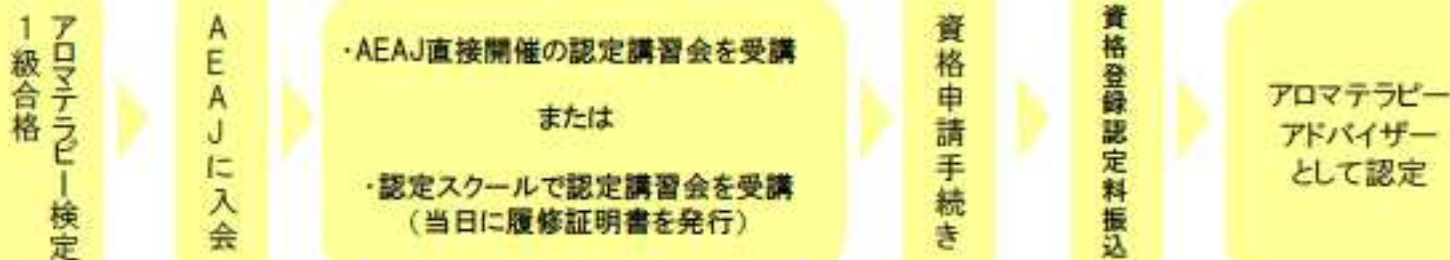 アロマテラピー検定
1級合格
AEAJに入会
・AEAJ直接開催の認定講習会を受講
または
・認定スクールで認定講習会を受講
（当日に履修証明書を発行）
資格申請手続き
資格登録認定料振込
アロマテラピー
アドバイザー
として認定